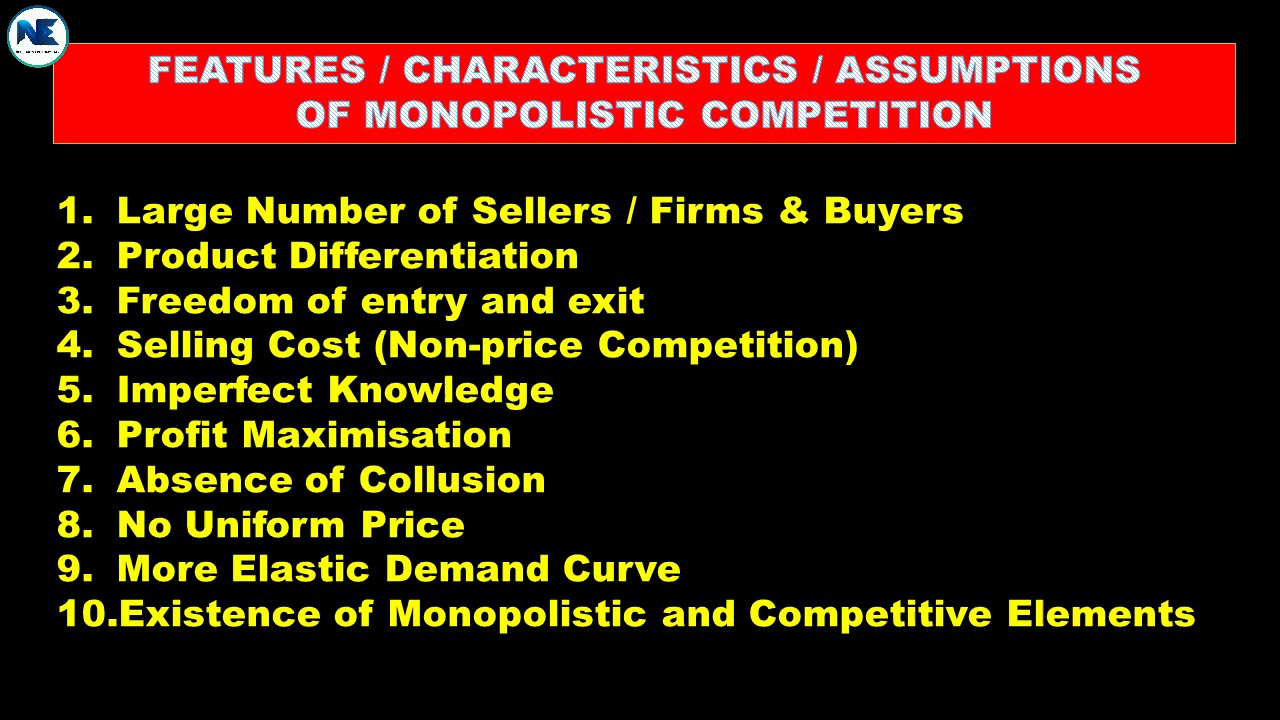 NE
FEATURES / CHARACTERISTICS / ASSUMPTIONS
OF MONOPOLISTIC COMPETITION
1. Large Number of Sellers / Firms & Buyers
2. Product Differentiation
3. Freedom of entry and exit
4. Selling Cost (Non-price Competition)
5. Imperfect Knowledge
6. Profit Maximisation
7. Absence of Collusion
8. No Uniform Price
9. More Elastic Demand Curve
10.Existence of Monopolistic and Competitive Elements